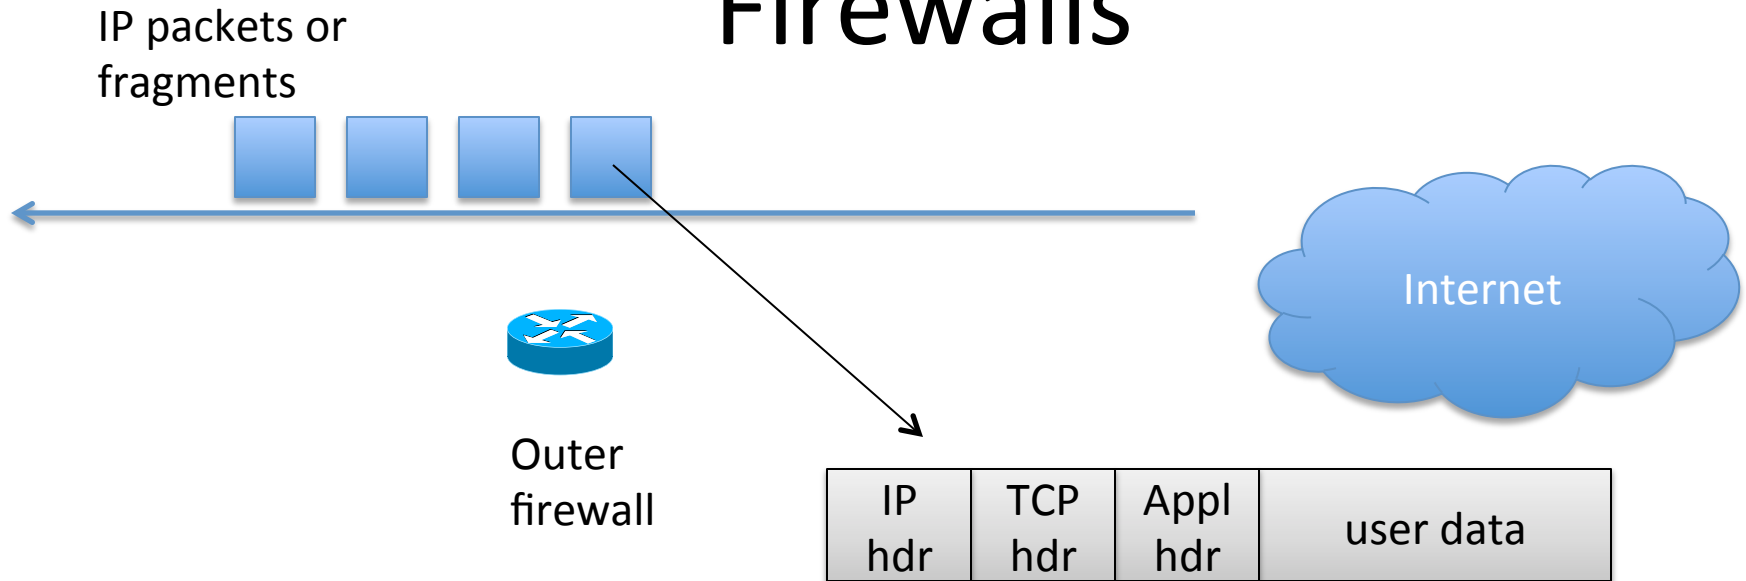 Firewalls
IP packets or
fragments
Internet
Outer
firewall
IP
hdr
TCP
hdr
Appl
hdr
user data